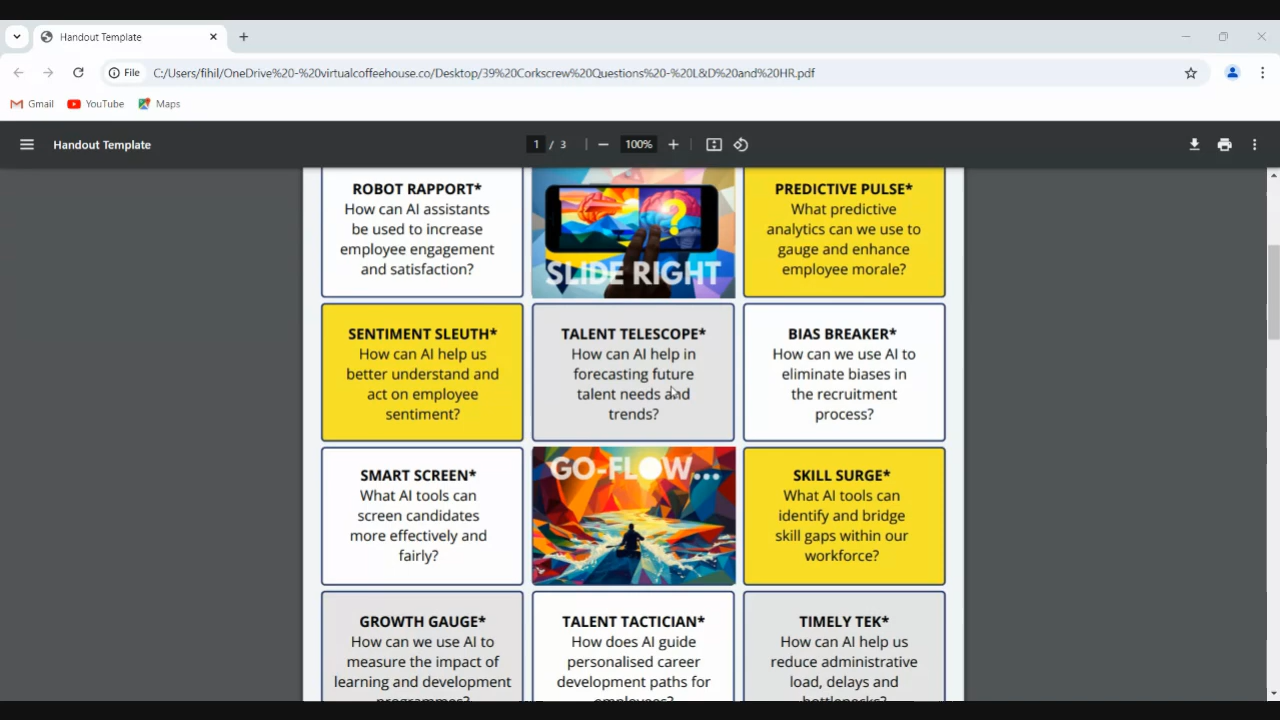 Handout Template
File
C:/Users/fihil/OneDrive%20-%20virtualcoffeehouse.co/Desktop/39%20Corkscrew%20Questions%20-%20L&D%20and%20HR.pdf
Gmail
YouTube
Maps
Handout Template
1 / 3
100%
ROBOT RAPPORT*
How can AI assistants
be used to increase
employee engagement
and satisfaction?
?
SLIDE RIGHT
PREDICTIVE PULSE*
What predictive
analytics can we use to
gauge and enhance
employee morale?
SENTIMENT SLEUTH*
How can AI help us
better understand and
act on employee
sentiment?
TALENT TELESCOPE*
How can AI help in
forecasting future
talent needs and
trends?
BIAS BREAKER*
How can we use AI to
eliminate biases in
the recruitment
process?
SMART SCREEN*
What AI tools can
screen candidates
more effectively and
fairly?
GO-FLOW...
SKILL SURGE*
What AI tools can
identify and bridge
skill gaps within our
workforce?
GROWTH GAUGE*
How can we use AI to
measure the impact of
learning and development
programmes?
TALENT TACTICIAN*
How does AI guide
personalised career
development paths for
employees?
TIMELY TEK*
How can AI help us
reduce administrative
load, delays and
bottlenecks?